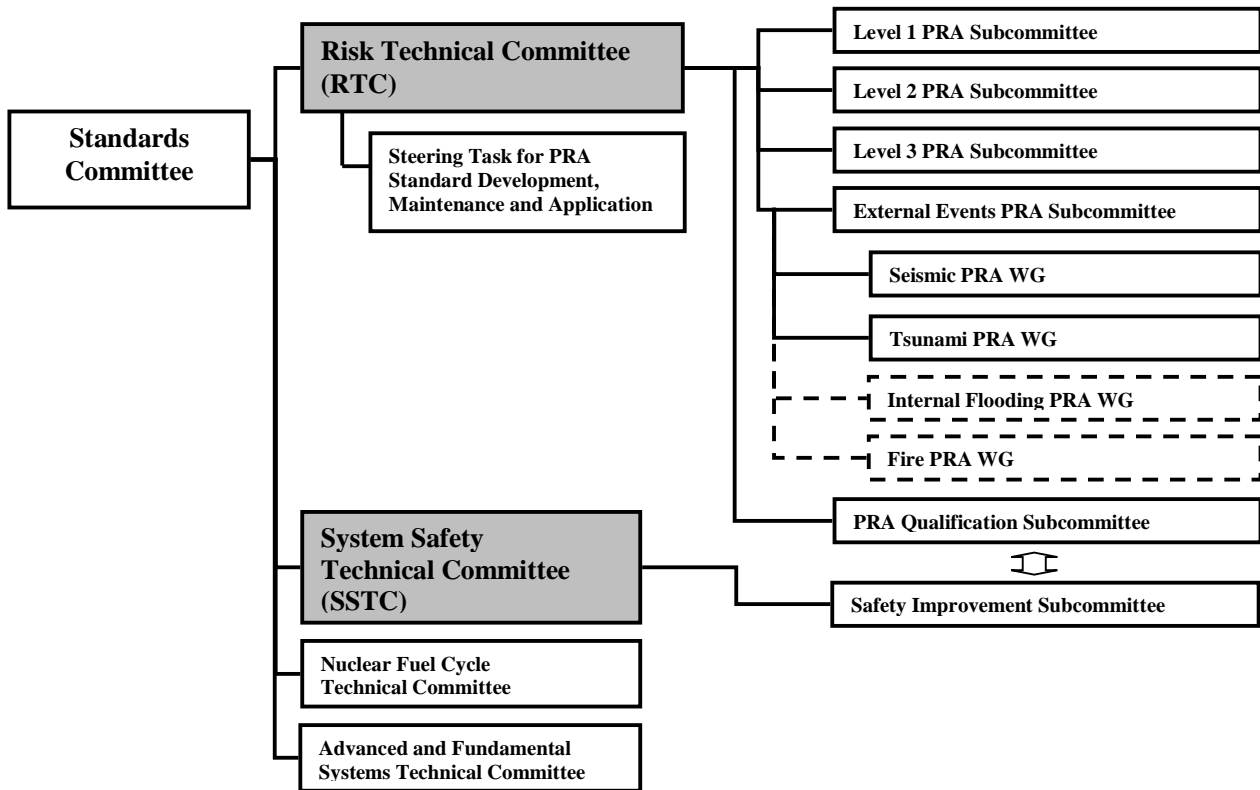 Standards
Committee
Risk Technical Committee
(RTC)
Steering Task for PRA
Standard Development,
Maintenance and Application
System Safety
Technical Committee
(SSTC)
Nuclear Fuel Cycle
Technical Committee
Advanced and Fundamental
Systems Technical Committee
Level 1 PRA Subcommittee
Level 2 PRA Subcommittee
Level 3 PRA Subcommittee
External Events PRA Subcommittee
Seismic PRA WG
Tsunami PRA WG
Internal Flooding PRA WG
Fire PRA WG
PRA Qualification Subcommittee
Safety Improvement Subcommittee